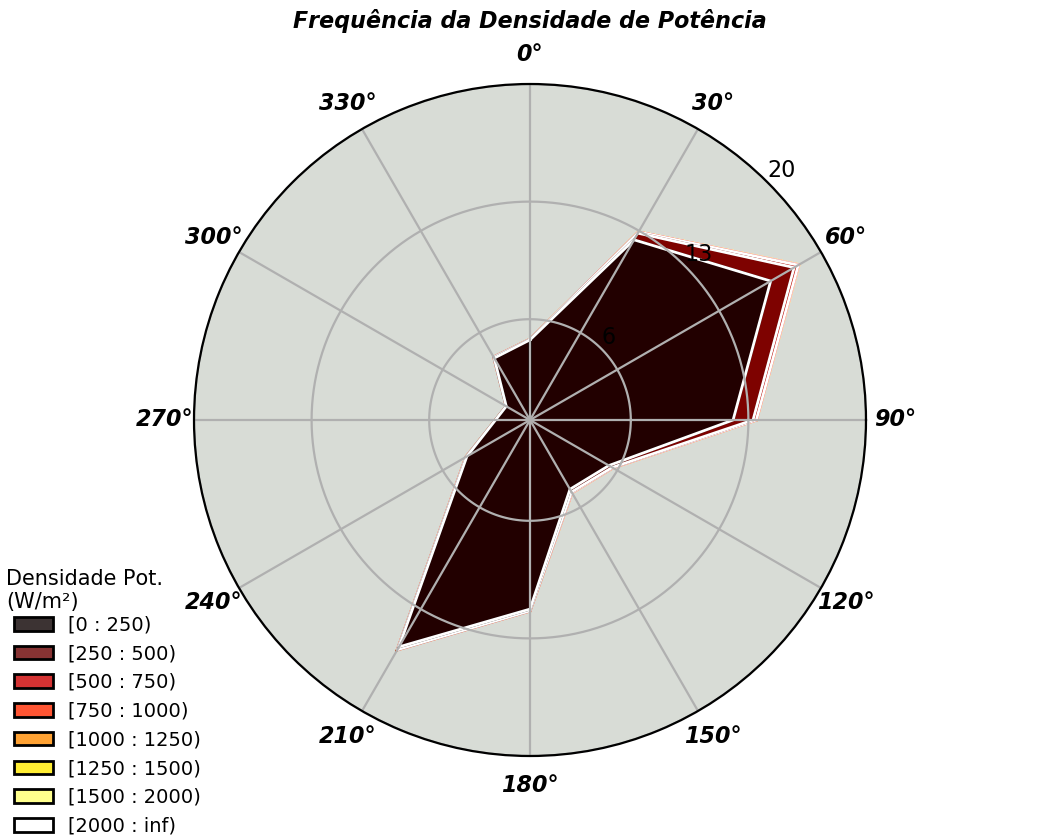 Frequência da Densidade de Potência
0°
330°
30°
20
300°
60°
13
6
270°
90°
Densidade Pot.
(W/m²)
240°
120°
[0 : 250)
[250 : 500)
[500 : 750)
[750 : 1000)
210°
150°
[1000 : 1250)
[1250 : 1500)
180°
[1500 : 2000)
[2000 : inf)